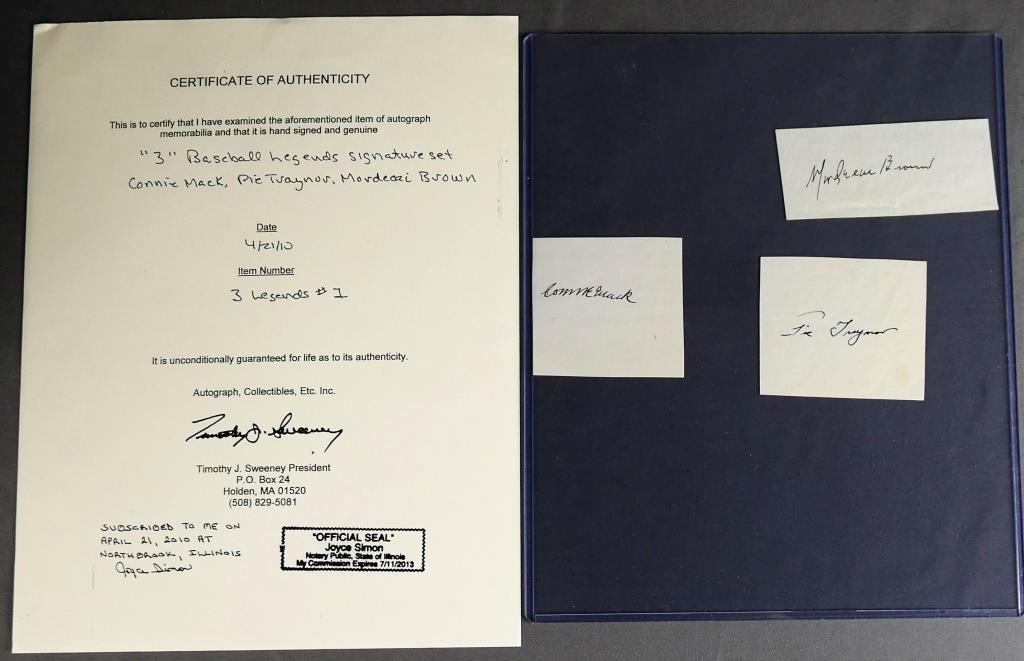 CERTIFICATE OF AUTHENTICITY
This is to certify that I have examined the aforementioned item of autograph
memorabilia and that it is hand signed and genuine
"3" Baseball Legends signature set
Connie Mack, Pie Traynor, Mordecai Brown
Date
4/21/10
Item Number
3 Legends #1
It is unconditionally guaranteed for life as to its authenticity.
Autograph, Collectibles, Etc. Inc.
Timothy J. Sweeney
Timothy J. Sweeney President
P.O. Box 24
Holden, MA 01520
(508) 829-5081
SUBSCRIBED TO ME ON
APRIL 21, 2010 AT
NORTHBROOK, ILLINOIS
Joyce Simon
"OFFICIAL SEAL"
Joyce Simon
Notary Public, State of Illinois
My Commission Expires 7/11/2013
Mordecai Brown
Connie Mack
Pie Traynor